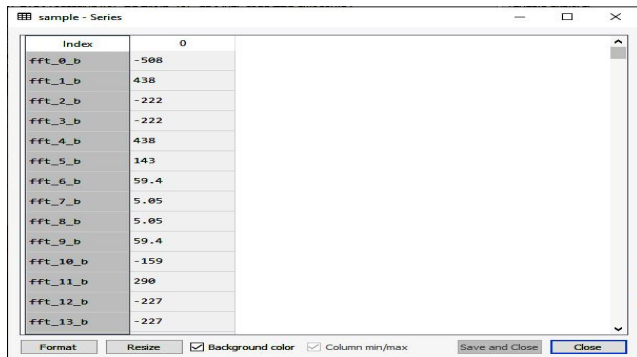 sample - Series
Index 0
fft_0_b -508
fft_1_b 438
fft_2_b -222
fft_3_b -222
fft_4_b 438
fft_5_b 143
fft_6_b 59.4
fft_7_b 5.05
fft_8_b 5.05
fft_9_b 59.4
fft_10_b -159
fft_11_b 290
fft_12_b -227
fft_13_b -227
Format Resize Background color Column min/max Save and Close Close